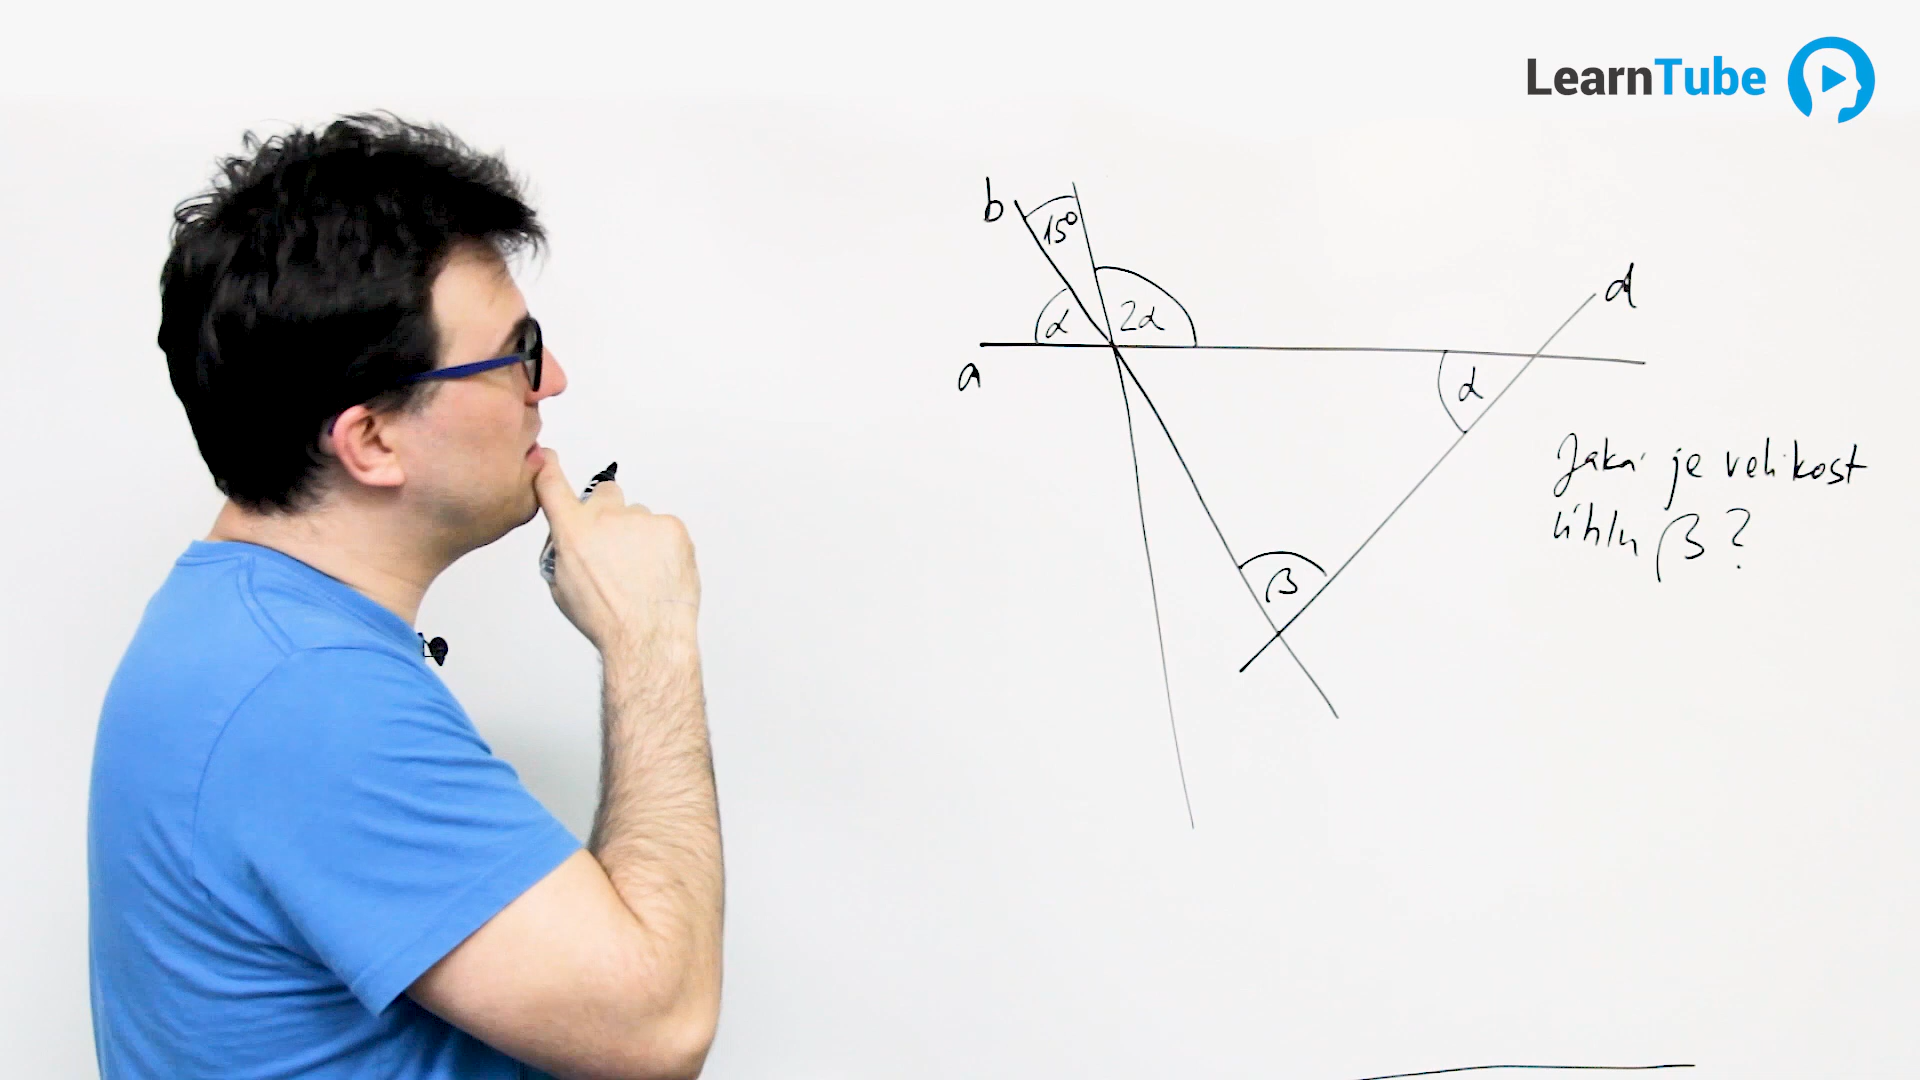 LearnTube
b
15°
d
α
2α
a
α
Jaká je velikost
úhlu β?
β